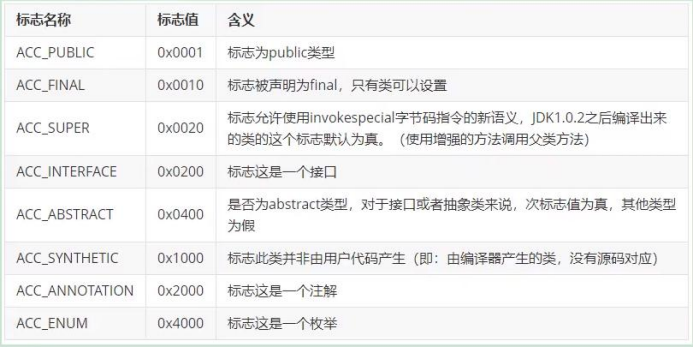 标志名称 标志值 含义
ACC_PUBLIC 0x0001 标志为public类型
ACC_FINAL 0x0010 标志被声明为final，只有类可以设置
ACC_SUPER 0x0020 标志允许使用invokespecial字节码指令的新语义，JDK1.0.2之后编译出来
的类的这个标志默认为真。（使用增强的方法调用父类方法）
ACC_INTERFACE 0x0200 标志这是一个接口
ACC_ABSTRACT 0x0400 是否为abstract类型，对于接口或者抽象类来说，次标志值为真，其他类型
为假
ACC_SYNTHETIC 0x1000 标志此类并非由用户代码产生（即：由编译器产生的类，没有源码对应）
ACC_ANNOTATION 0x2000 标志这是一个注解
ACC_ENUM 0x4000 标志这是一个枚举